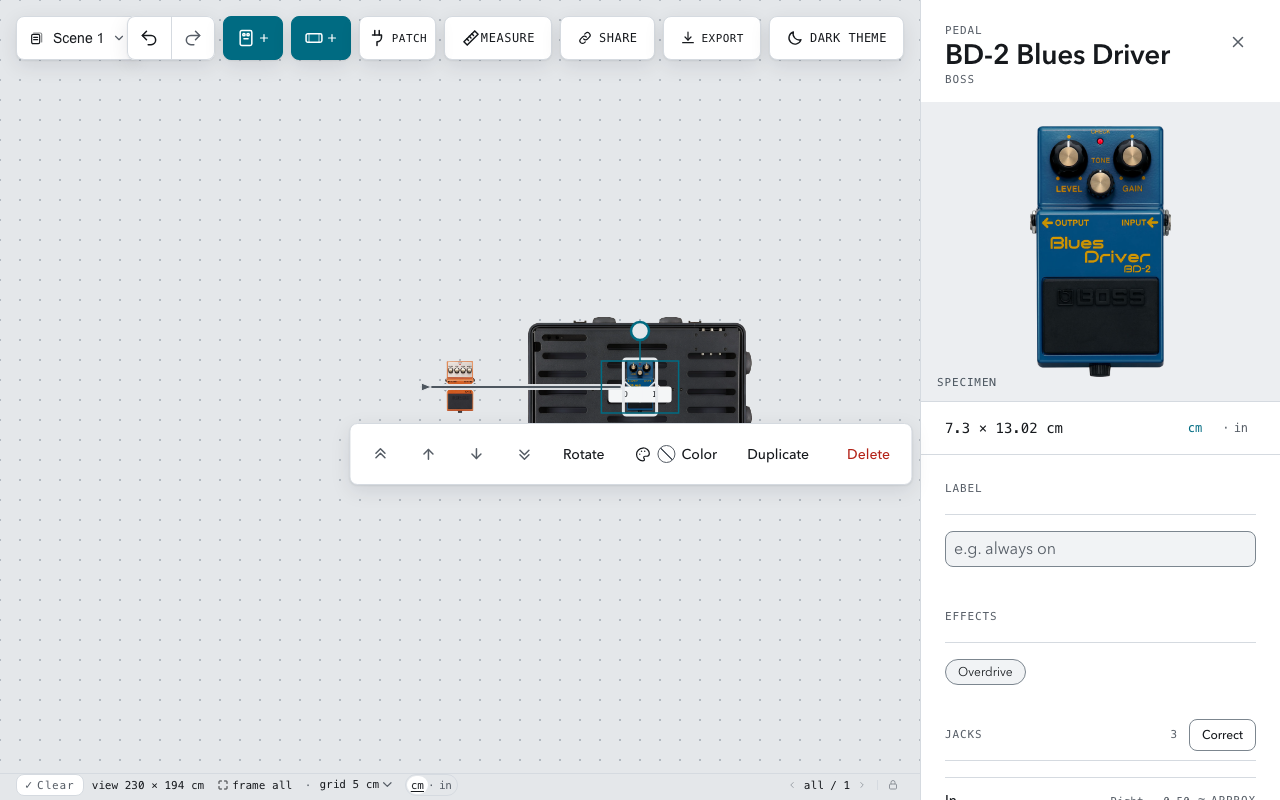 Scene 1
+
+
PATCH
MEASURE
SHARE
EXPORT
DARK THEME
PEDAL
BD-2 Blues Driver
BOSS
CHECK
TONE
LEVEL
GAIN
OUTPUT
INPUT
Blues
Driver
BD-2
BOSS
SPECIMEN
7.3 × 13.02 cm
cm · in
LABEL
e.g. always on
EFFECTS
Overdrive
JACKS
3
Correct
Rotate
Color
Duplicate
Delete
✓ Clear
view 230 × 194 cm
frame all
· grid 5 cm
cm · in
all / 1